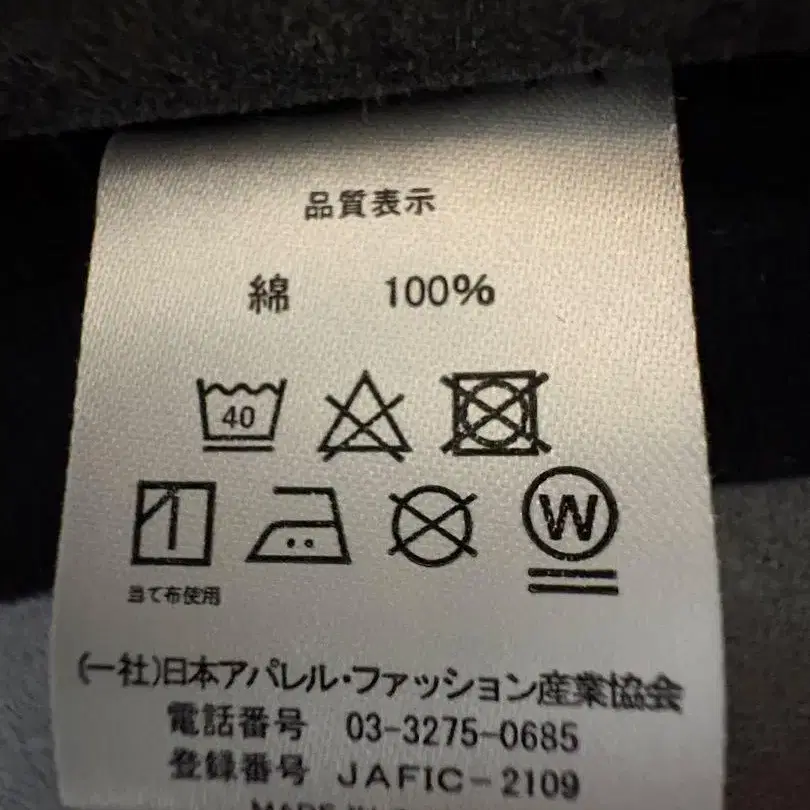 品質表示
綿 100%
40
当て布使用
W
(一社)日本アパレル・ファッション産業協会
電話番号 03-3275-0685
登録番号 JAFIC-2109
MADE IN